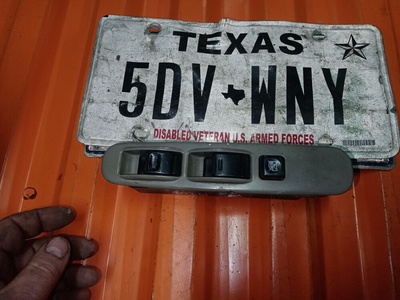 TEXAS
5DV WNY
DISABLED VETERAN U.S. ARMED FORCES